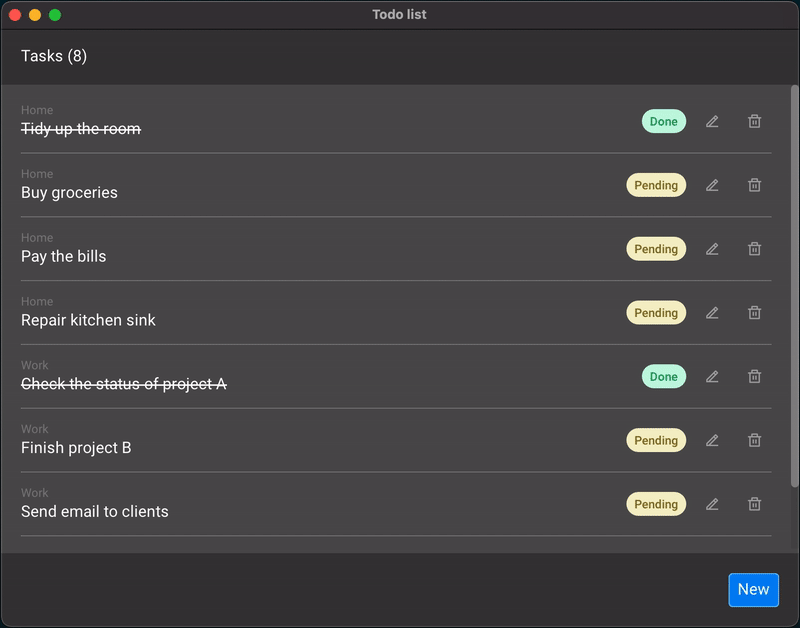 Todo list
Tasks (8)
Home
Tidy up the room
Done
Home
Buy groceries
Pending
Home
Pay the bills
Pending
Home
Repair kitchen sink
Pending
Work
Check the status of project A
Done
Work
Finish project B
Pending
Work
Send email to clients
Pending
New